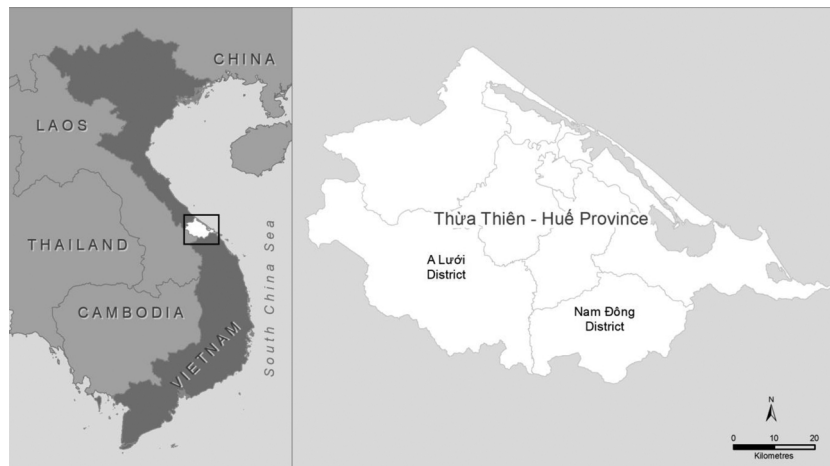 CHINA
LAOS
THAILAND
CAMBODIA
VIETNAM
South China Sea
Thừa Thiên - Huế Province
A Lưới
District
Nam Đông
District
N
0 10 20
Kilometres